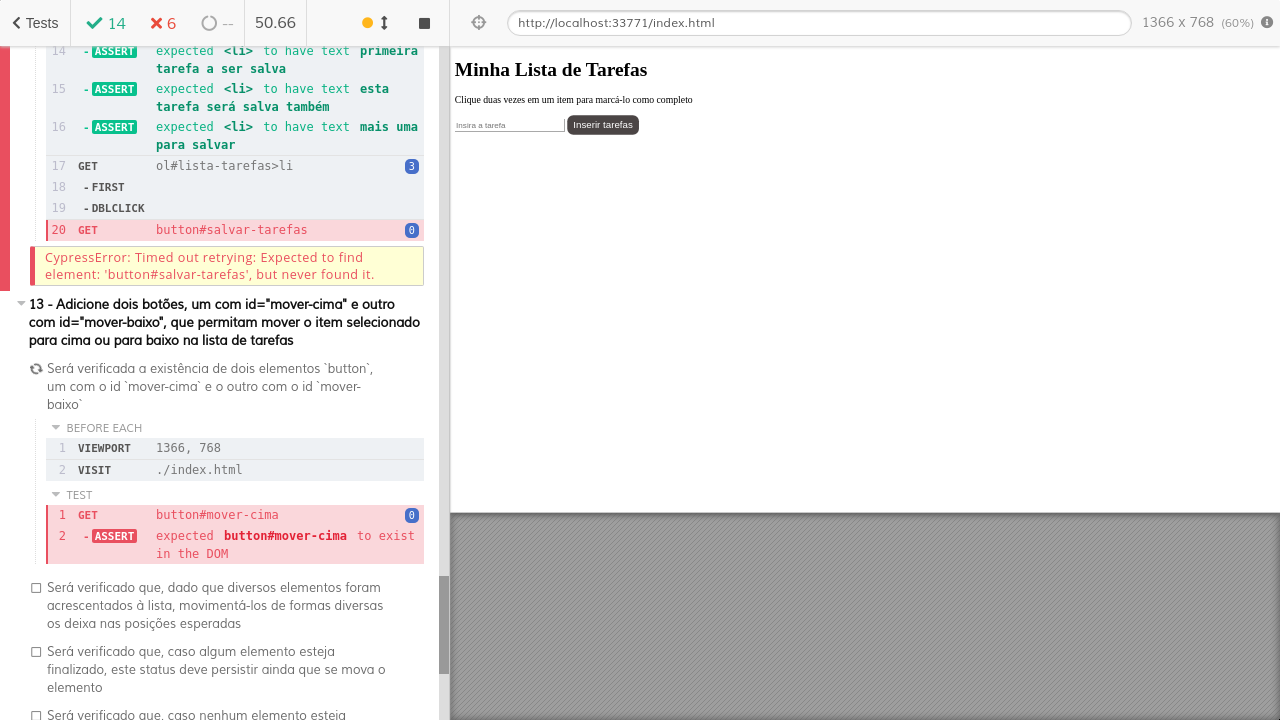 Tests 14 6 -- 50.66 http://localhost:33771/index.html 1366 x 768 (60%)
14 - ASSERT expected <li> to have text primeira
tarefa a ser salva
15 - ASSERT expected <li> to have text esta
tarefa será salva também
16 - ASSERT expected <li> to have text mais uma
para salvar
17 GET ol#lista-tarefas>li 3
18 - FIRST
19 - DBLCLICK
20 GET button#salvar-tarefas 0
CypressError: Timed out retrying: Expected to find
element: 'button#salvar-tarefas', but never found it.
13 - Adicione dois botões, um com id="mover-cima" e outro
com id="mover-baixo", que permitam mover o item selecionado
para cima ou para baixo na lista de tarefas
Será verificada a existência de dois elementos `button`,
um com o id `mover-cima` e o outro com o id `mover-
baixo`
BEFORE EACH
1 VIEWPORT 1366, 768
2 VISIT ./index.html
TEST
1 GET button#mover-cima 0
2 - ASSERT expected button#mover-cima to exist
in the DOM
Será verificado que, dado que diversos elementos foram
acrescentados à lista, movimentá-los de formas diversas
os deixa nas posições esperadas
Será verificado que, caso algum elemento esteja
finalizado, este status deve persistir ainda que se mova o
elemento
Será verificado que, caso nenhum elemento esteja
Minha Lista de Tarefas
Clique duas vezes em um item para marcá-lo como completo
Insira a tarefa Inserir tarefas